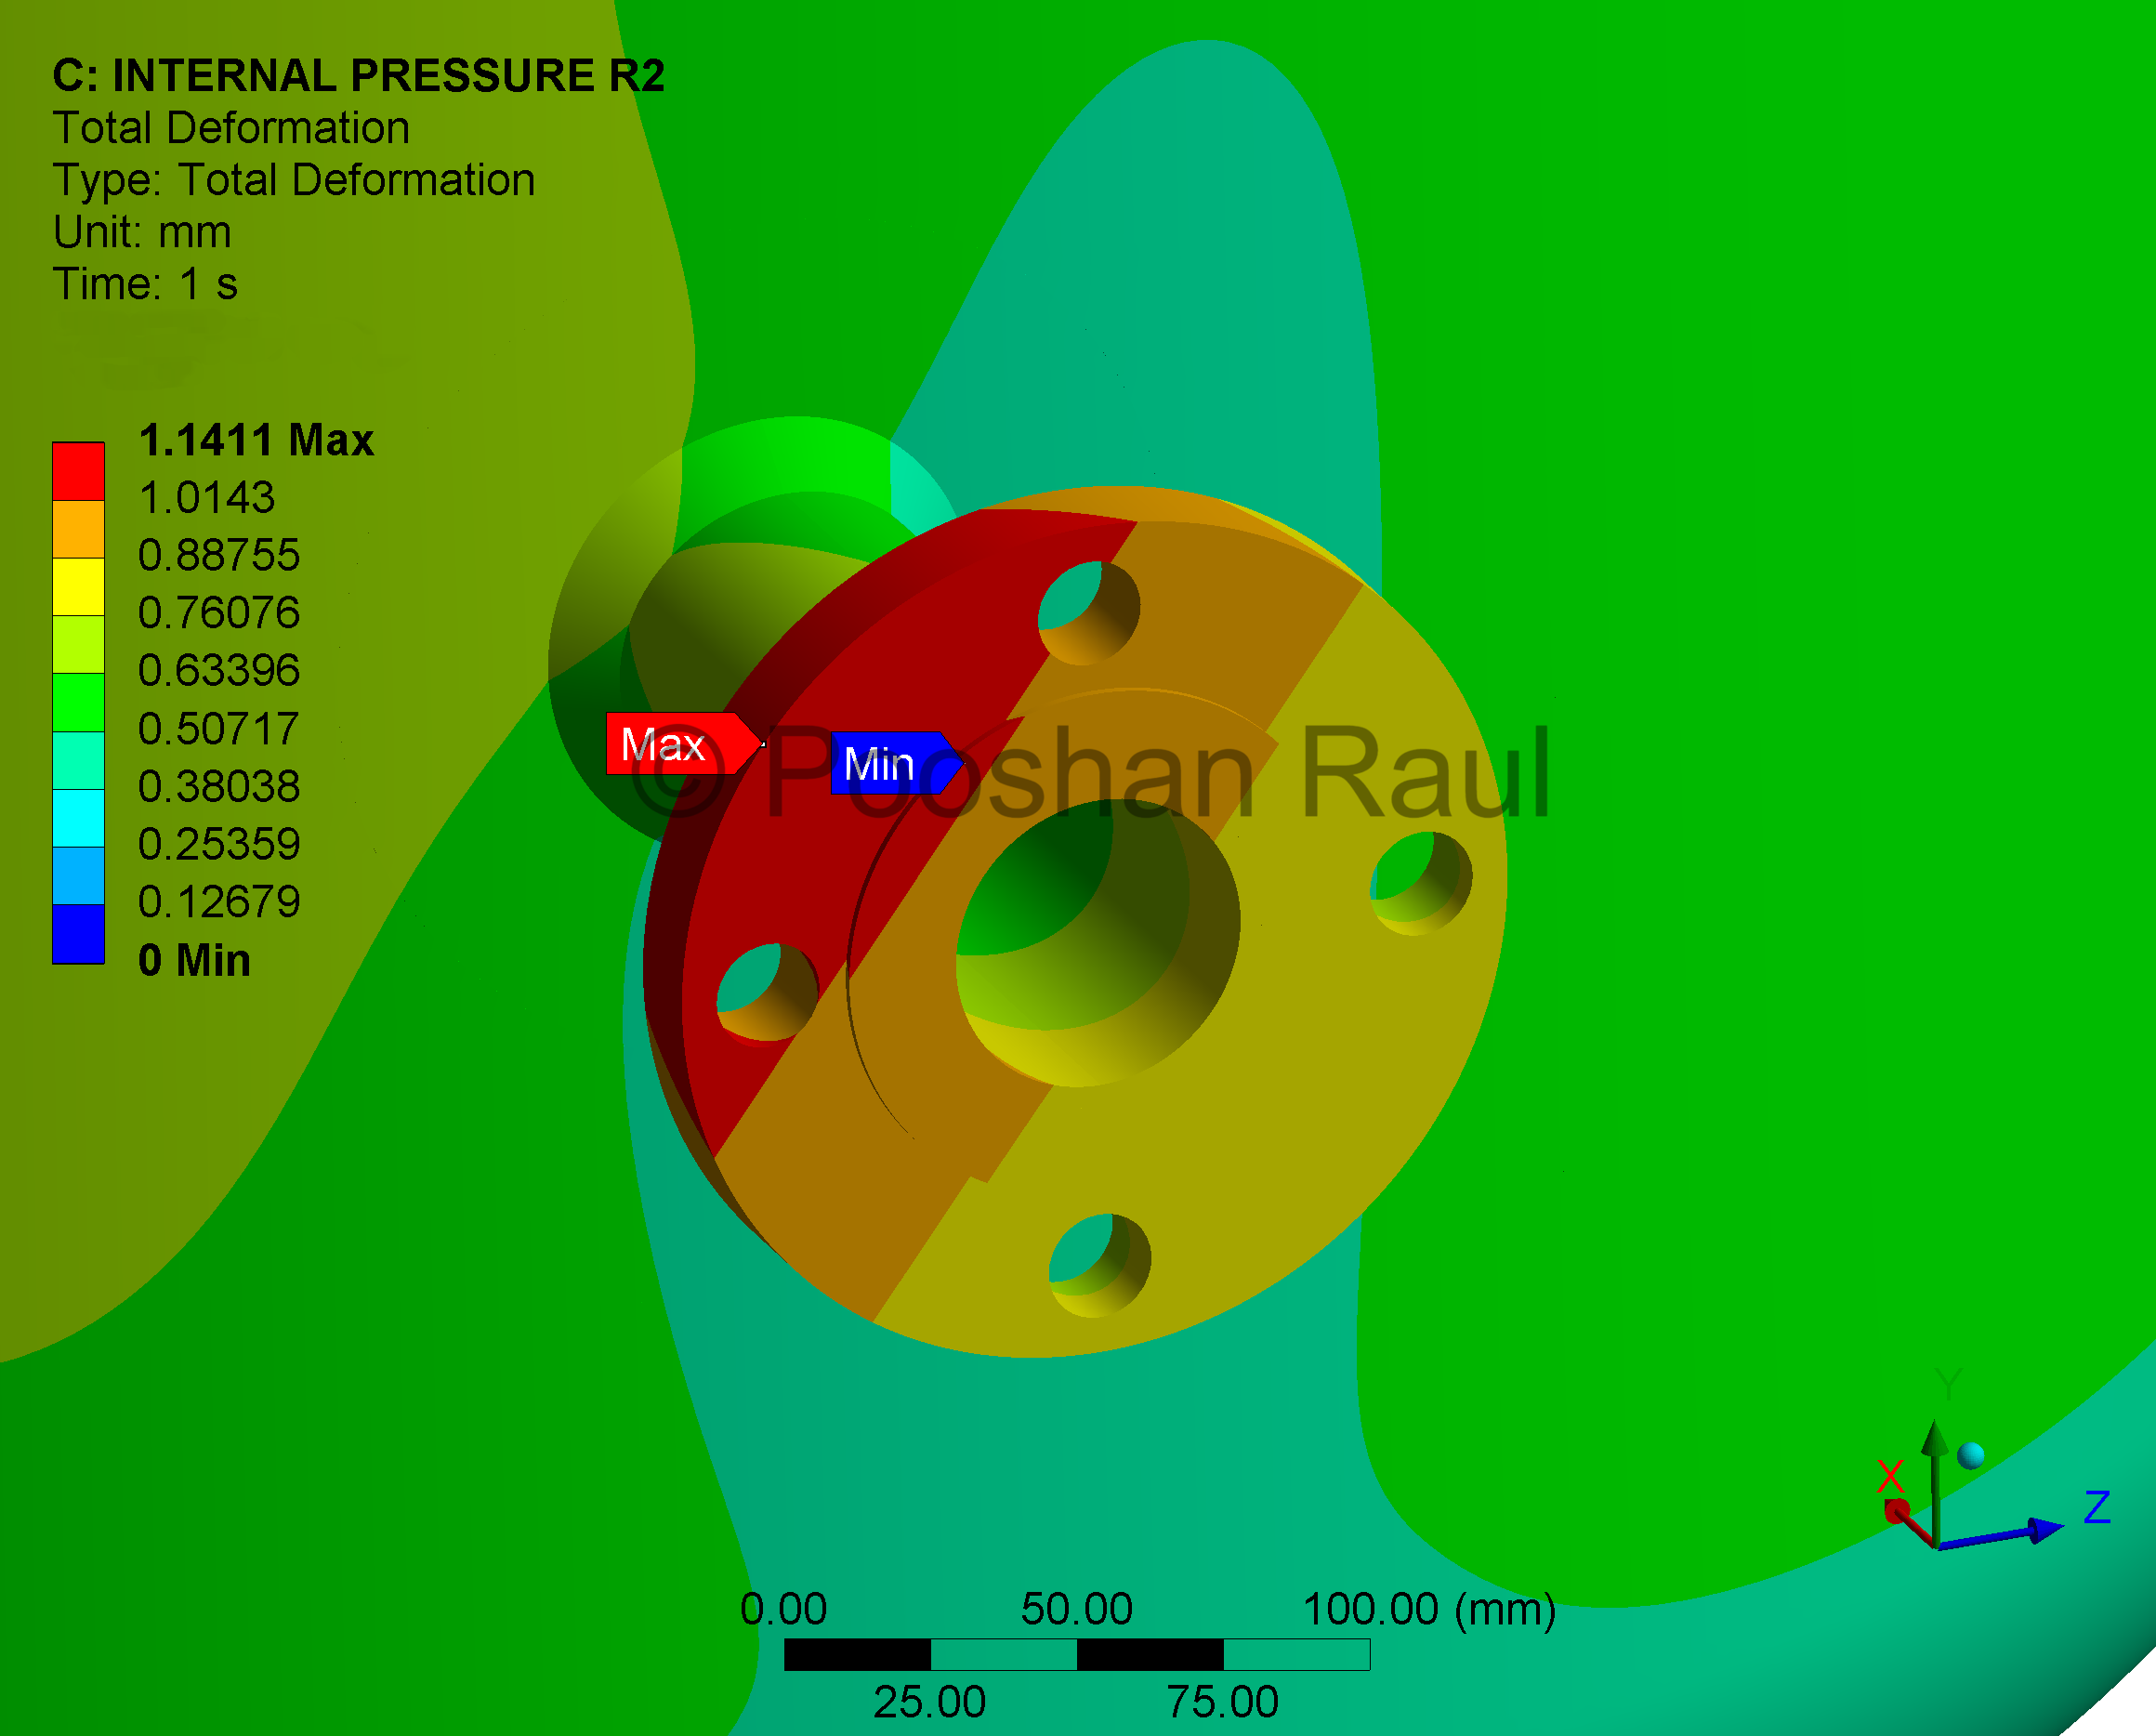 C: INTERNAL PRESSURE R2
Total Deformation
Type: Total Deformation
Unit: mm
Time: 1 s
1.1411 Max
1.0143
0.88755
0.76076
0.63396
0.50717
0.38038
0.25359
0.12679
0 Min
Max
Min
© Pooshan Raul
Y
X
Z
0.00 50.00 100.00 (mm)
25.00 75.00